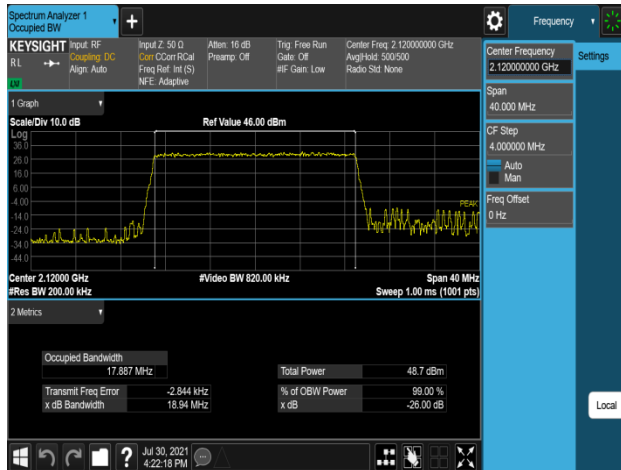 Spectrum Analyzer 1
Occupied BW
+
Frequency
KEYSIGHT
RL
Input: RF
Coupling: DC
Align: Auto
Input Z: 50 Ω
Corr CCorr RCal
Freq Ref: Int (S)
NFE: Adaptive
Atten: 16 dB
Preamp: Off
Trig: Free Run
Gate: Off
#IF Gain: Low
Center Freq: 2.120000000 GHz
Avg|Hold: 500/500
Radio Std: None
Center Frequency
2.120000000 GHz
Settings
Span
40.000 MHz
CF Step
4.000000 MHz
Auto
Man
Freq Offset
0 Hz
Local
1 Graph
Scale/Div 10.0 dB
Ref Value 46.00 dBm
Log
36.0
26.0
16.0
6.00
-4.00
-14.0
-24.0
-34.0
-44.0
PEAK
Center 2.12000 GHz
#Video BW 820.00 kHz
Span 40 MHz
#Res BW 200.00 kHz
Sweep 1.00 ms (1001 pts)
2 Metrics
Occupied Bandwidth
17.887 MHz
Total Power 48.7 dBm
Transmit Freq Error -2.844 kHz
% of OBW Power 99.00 %
x dB Bandwidth 18.94 MHz
x dB -26.00 dB
?
Jul 30, 2021
4:22:18 PM